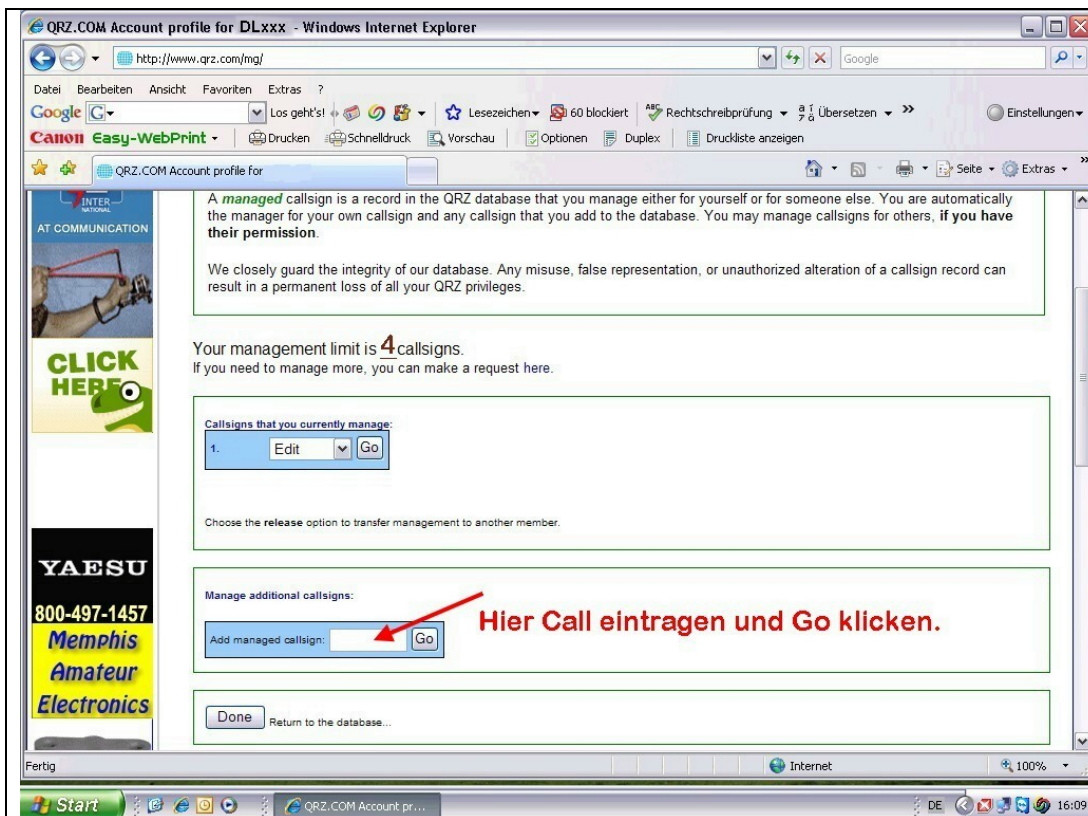 QRZ.COM Account profile for DLxxx - Windows Internet Explorer
http://www.qrz.com/mg/
Google
Datei Bearbeiten Ansicht Favoriten Extras ?
Google G Los geht's! Lesezeichen 60 blockiert Rechtschreibprüfung Übersetzen » Einstellungen
Canon Easy-WebPrint Drucken Schnelldruck Vorschau Optionen Duplex Druckliste anzeigen
QRZ.COM Account profile for
Seite Extras »
INTER
NATIONAL
AT COMMUNICATION
A managed callsign is a record in the QRZ database that you manage either for yourself or for someone else. You are automatically
the manager for your own callsign and any callsign that you add to the database. You may manage callsigns for others, if you have
their permission.
We closely guard the integrity of our database. Any misuse, false representation, or unauthorized alteration of a callsign record can
result in a permanent loss of all your QRZ privileges.
Your management limit is 4 callsigns.
If you need to manage more, you can make a request here.
CLICK
HERE
Callsigns that you currently manage:
1. Edit Go
Choose the release option to transfer management to another member.
YAESU
800-497-1457
Memphis
Amateur
Electronics
Manage additional callsigns:
Add managed callsign: Go
Hier Call eintragen und Go klicken.
Done Return to the database...
Fertig Internet 100%
Start QRZ.COM Account pr... DE 16:09